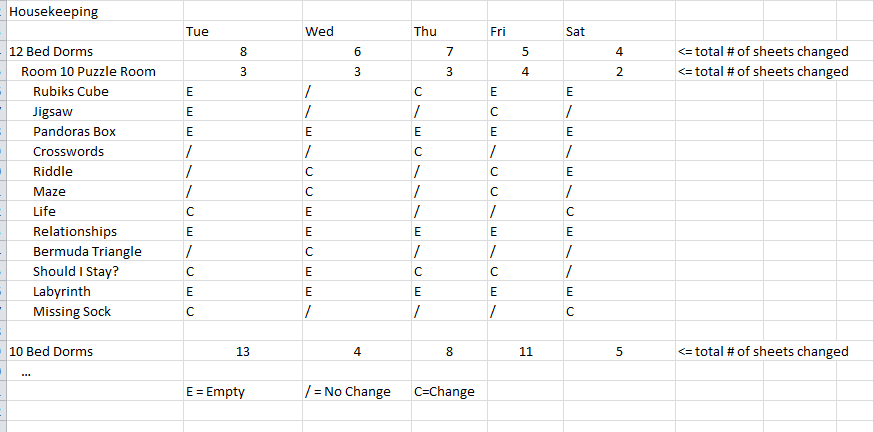 Housekeeping
Tue Wed Thu Fri Sat
12 Bed Dorms 8 6 7 5 4 <= total # of sheets changed
Room 10 Puzzle Room 3 3 3 4 2 <= total # of sheets changed
Rubiks Cube E / C E E
Jigsaw E / / C /
Pandoras Box E E E E E
Crosswords / / C / /
Riddle / C / C E
Maze / C / C /
Life C E / / C
Relationships E E E E E
Bermuda Triangle / C / / /
Should I Stay? C E C C /
Labyrinth E E E E E
Missing Sock C / / / C
10 Bed Dorms 13 4 8 11 5 <= total # of sheets changed
...
E = Empty / = No Change C=Change